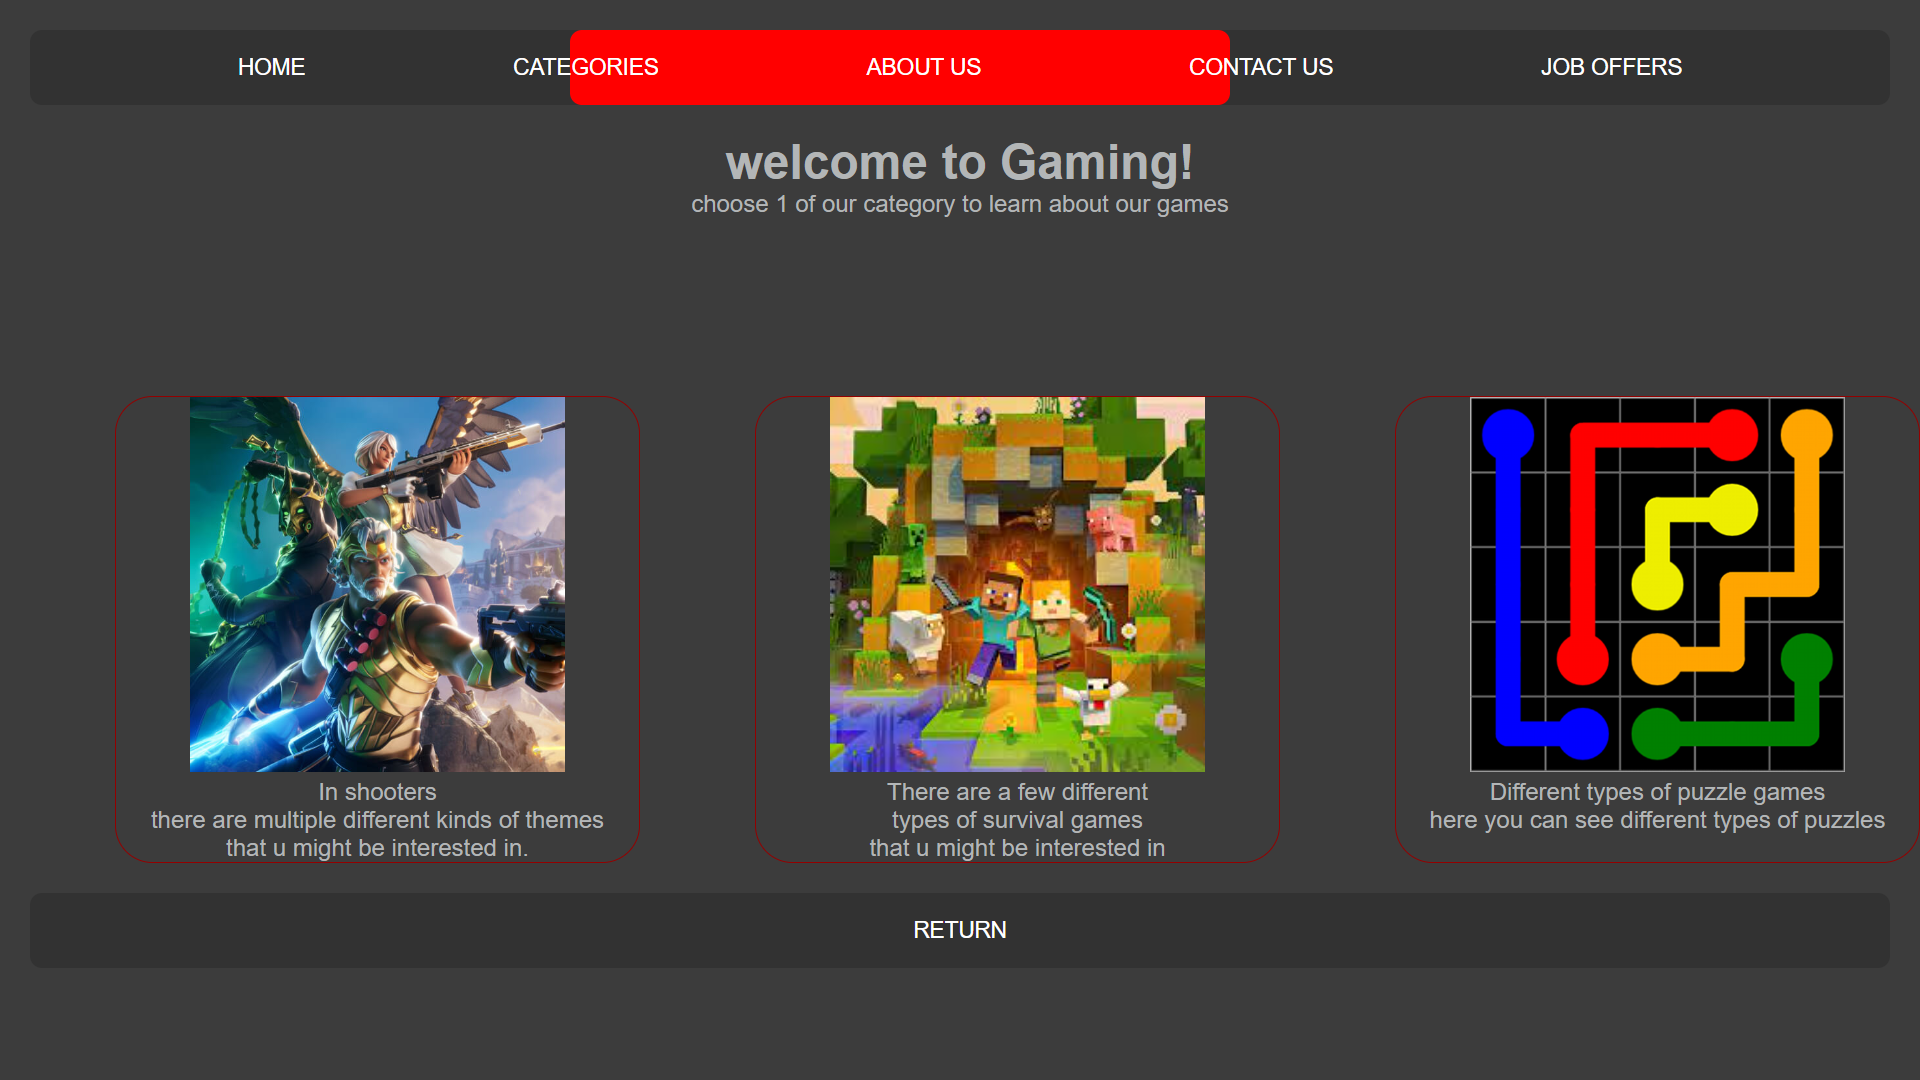 HOME CATEGORIES ABOUT US CONTACT US JOB OFFERS
welcome to Gaming!
choose 1 of our category to learn about our games
In shooters
there are multiple different kinds of themes
that u might be interested in.
There are a few different
types of survival games
that u might be interested in
Different types of puzzle games
here you can see different types of puzzles
RETURN